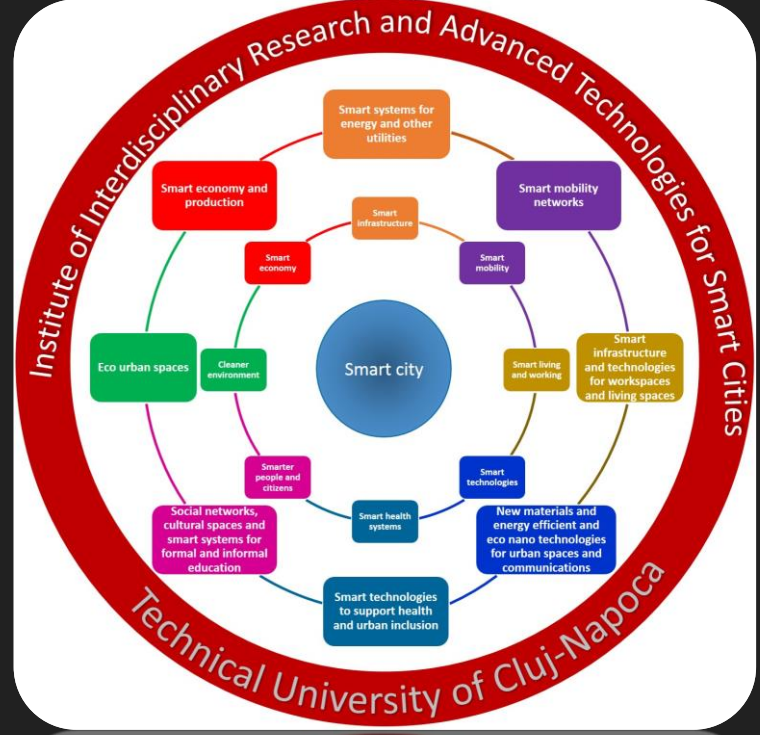 Institute of Interdisciplinary Research and Advanced Technologies for Smart Cities
Smart systems for
energy and other
utilities
Smart economy and
production
Smart mobility
networks
Smart
infrastructure
Smart
economy
Smart
mobility
Eco urban spaces
Cleaner
environment
Smart city
Smart living
and working
Smart
infrastructure
and technologies
for workspaces
and living spaces
Smarter
people and
citizens
Smart
technologies
Smart health
systems
Social networks,
cultural spaces and
smart systems for
formal and informal
education
New materials and
energy efficient and
eco nano technologies
for urban spaces and
communications
Smart technologies
to support health
and urban inclusion
Technical University of Cluj-Napoca